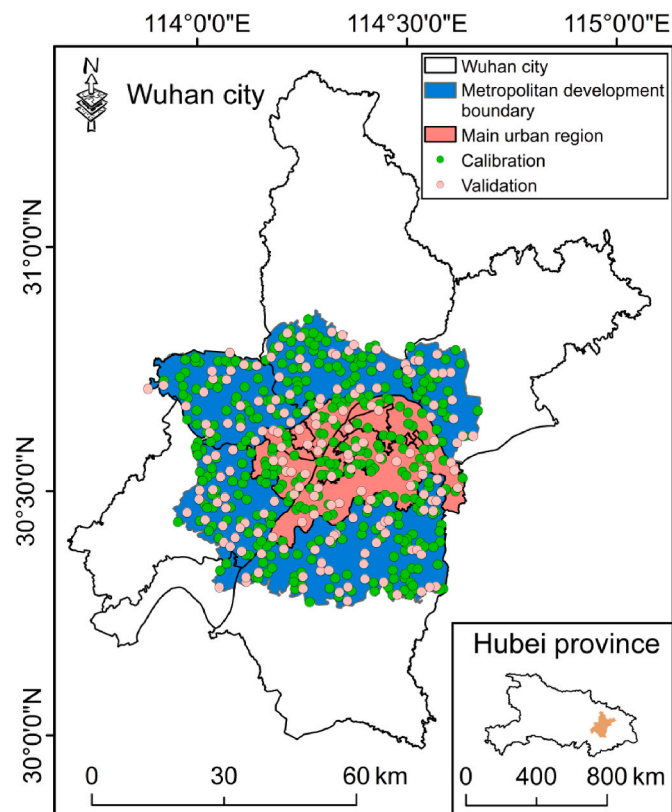 114°0'0"E
114°30'0"E
115°0'0"E
N
Wuhan city
Wuhan city
Metropolitan development
boundary
Main urban region
Calibration
Validation
31°0'0"N
30°30'0"N
30°0'0"N
Hubei province
0
30
60 km
0
400
800 km